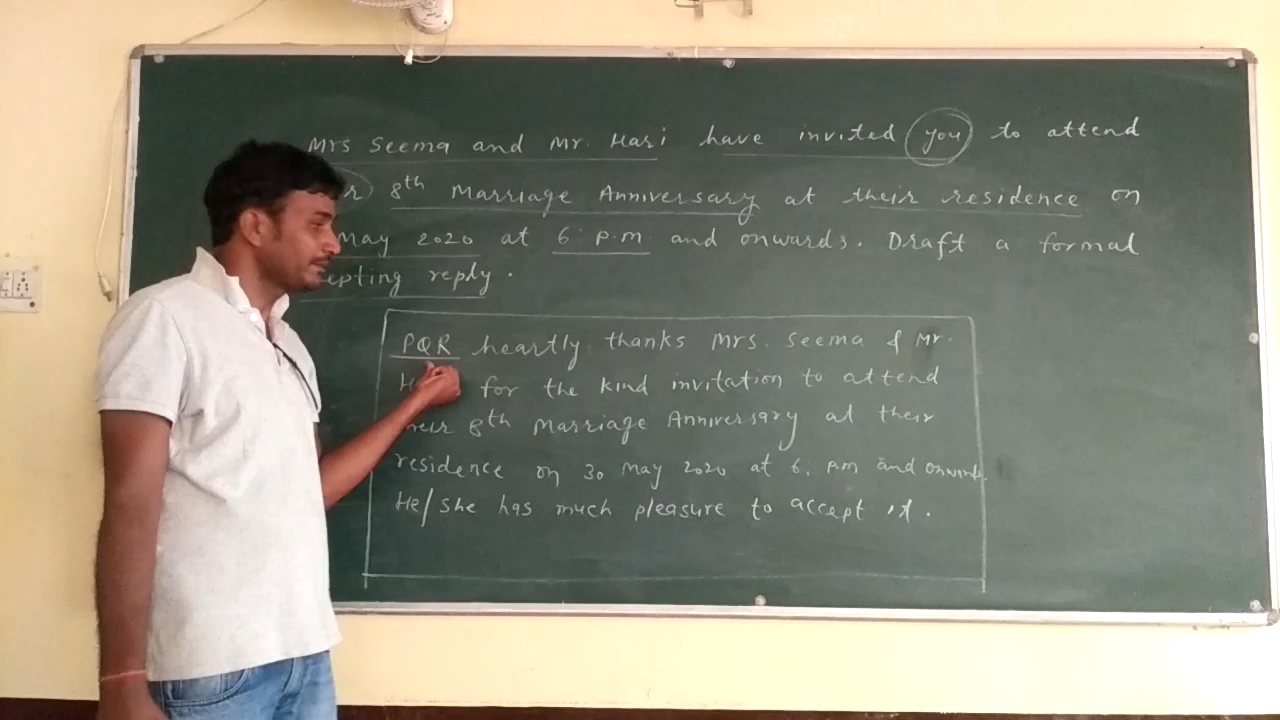 Mrs Seema and Mr. Hari have invited you to attend
8th Marriage Anniversary at their residence on
May 2020 at 6. p.m. and onwards. Draft a formal
epting reply.
PQR heartly thanks Mrs. Seema & Mr.
for the kind invitation to attend
8th Marriage Anniversary at their
residence on 30 May 2020 at 6. pm and onwards.
He/she has much pleasure to accept it.